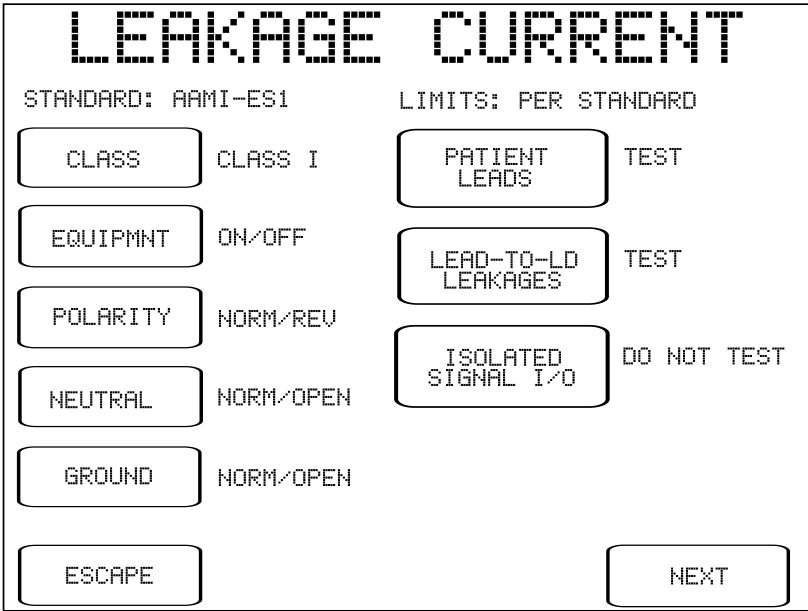 LEAKAGE CURRENT
STANDARD: AAMI-ES1
LIMITS: PER STANDARD
CLASS CLASS I
EQUIPMNT ON/OFF
POLARITY NORM/REV
NEUTRAL NORM/OPEN
GROUND NORM/OPEN
PATIENT
LEADS
TEST
LEAD-TO-LD
LEAKAGES
TEST
ISOLATED
SIGNAL I/O
DO NOT TEST
ESCAPE
NEXT